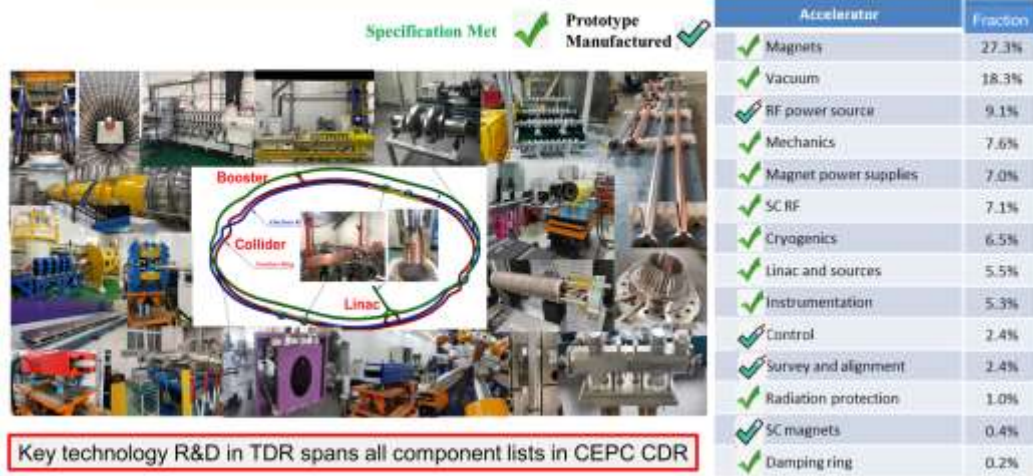 Specification Met
Prototype
Manufactured
Booster
Collider
Linac
Key technology R&D in TDR spans all component lists in CEPC CDR
Accelerator Fraction
Magnets 27.3%
Vacuum 18.3%
RF power source 9.1%
Mechanics 7.6%
Magnet power supplies 7.0%
SC RF 7.1%
Cryogenics 6.5%
Linac and sources 5.5%
Instrumentation 5.3%
Control 2.4%
Survey and alignment 2.4%
Radiation protection 1.0%
SC magnets 0.4%
Damping ring 0.2%